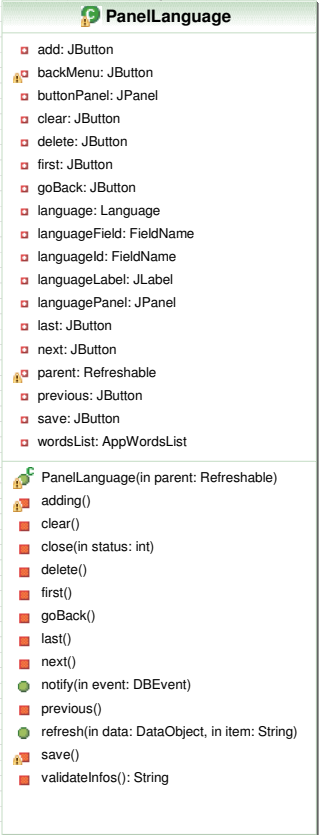 PanelLanguage
add: JButton
backMenu: JButton
buttonPanel: JPanel
clear: JButton
delete: JButton
first: JButton
goBack: JButton
language: Language
languageField: FieldName
languageId: FieldName
languageLabel: JLabel
languagePanel: JPanel
last: JButton
next: JButton
parent: Refreshable
previous: JButton
save: JButton
wordsList: AppWordsList
PanelLanguage(in parent: Refreshable)
adding()
clear()
close(in status: int)
delete()
first()
goBack()
last()
next()
notify(in event: DBEvent)
previous()
refresh(in data: DataObject, in item: String)
save()
validateInfos(): String